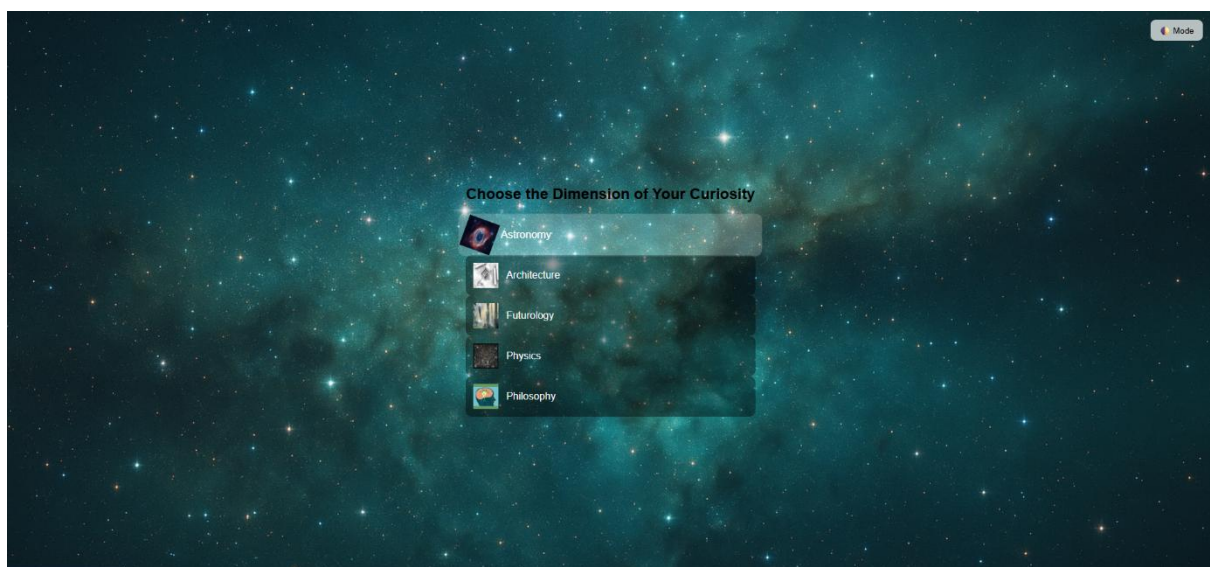 Mode
Choose the Dimension of Your Curiosity
Astronomy
Architecture
Futurology
Physics
Philosophy